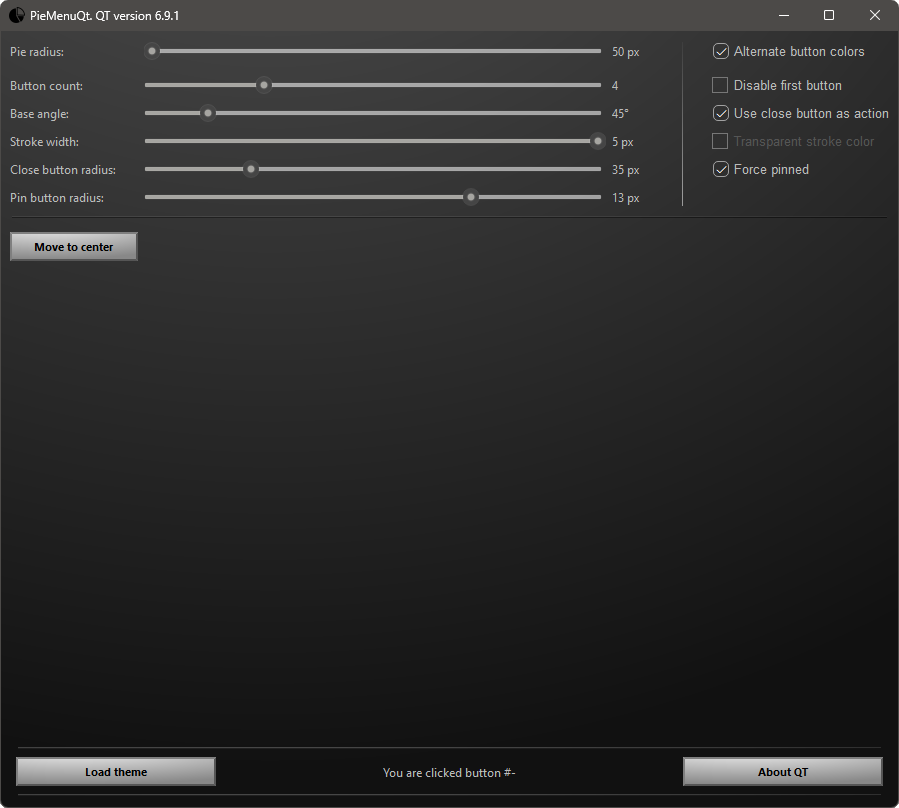 PieMenuQt. QT version 6.9.1
Pie radius: 50 px
Button count: 4
Base angle: 45°
Stroke width: 5 px
Close button radius: 35 px
Pin button radius: 13 px
Alternate button colors
Disable first button
Use close button as action
Transparent stroke color
Force pinned
Move to center
Load theme
You are clicked button #-
About QT